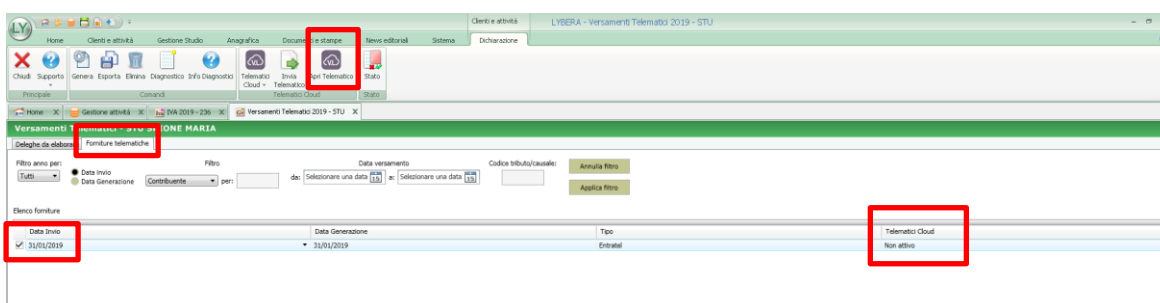 LY
Clienti e attività
LYBERA - Versamenti Telematici 2019 - STU
Home Clienti e attività Gestione Studio Anagrafica Documenti e stampe News editoriali Sistema Dichiarazione
Chiudi Supporto Genera Esporta Elimina Diagnostico Info Diagnostici Telematici Cloud Invia Telematico Apri Telematico Stato
Principale Comandi Telematici Cloud Stato
Home X Gestione attività X IVA 2019 - 236 X Versamenti Telematici 2019 - STU X
Versamenti Telematici - STU SIMONE MARIA
Deleghe da elaborare Forniture telematiche
Filtro anno per: Filtro Data versamento Codice tributo/causale: Annulla filtro
Tutti Data Invio
Data Generazione Contribuente per: da: Selezionare una data 15 a: Selezionare una data 15
Applica filtro
Elenco forniture
Data Invio Data Generazione Tipo Telematici Cloud
31/01/2019 31/01/2019 Entratel Non attivo